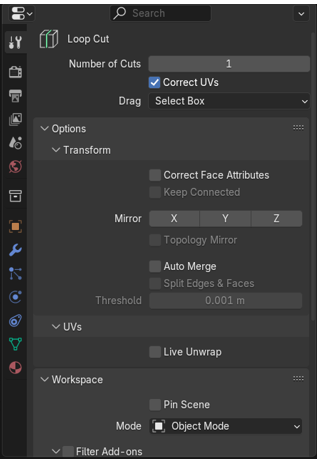 Search
Loop Cut
Number of Cuts 1
Correct UVs
Drag Select Box
Options
Transform
Correct Face Attributes
Keep Connected
Mirror X Y Z
Topology Mirror
Auto Merge
Split Edges & Faces
Threshold 0.001 m
UVs
Live Unwrap
Workspace
Pin Scene
Mode Object Mode
Filter Add-ons